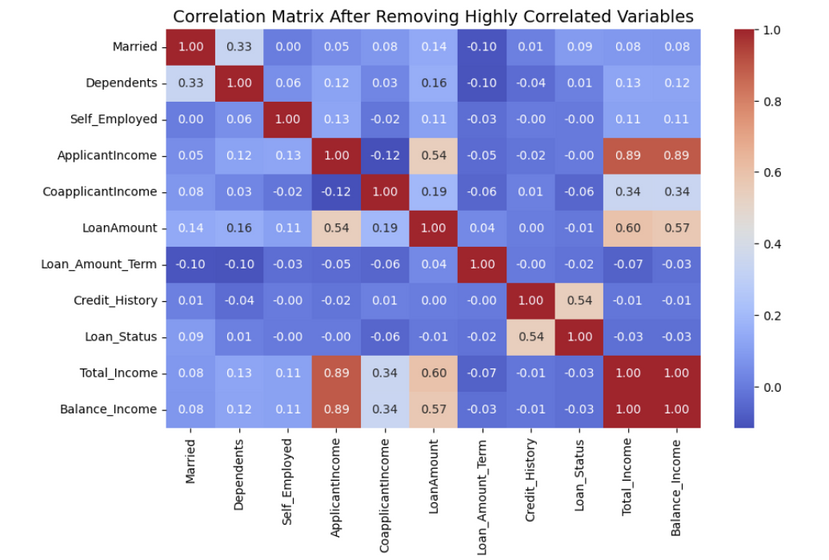 Correlation Matrix After Removing Highly Correlated Variables
Married 1.00 0.33 0.00 0.05 0.08 0.14 -0.10 0.01 0.09 0.08 0.08
Dependents 0.33 1.00 0.06 0.12 0.03 0.16 -0.10 -0.04 0.01 0.13 0.12
Self_Employed 0.00 0.06 1.00 0.13 -0.02 0.11 -0.03 -0.00 -0.00 0.11 0.11
ApplicantIncome 0.05 0.12 0.13 1.00 -0.12 0.54 -0.05 -0.02 -0.00 0.89 0.89
CoapplicantIncome 0.08 0.03 -0.02 -0.12 1.00 0.19 -0.06 0.01 -0.06 0.34 0.34
LoanAmount 0.14 0.16 0.11 0.54 0.19 1.00 0.04 0.00 -0.01 0.60 0.57
Loan_Amount_Term -0.10 -0.10 -0.03 -0.05 -0.06 0.04 1.00 -0.00 -0.02 -0.07 -0.03
Credit_History 0.01 -0.04 -0.00 -0.02 0.01 0.00 -0.00 1.00 0.54 -0.01 -0.01
Loan_Status 0.09 0.01 -0.00 -0.00 -0.06 -0.01 -0.02 0.54 1.00 -0.03 -0.03
Total_Income 0.08 0.13 0.11 0.89 0.34 0.60 -0.07 -0.01 -0.03 1.00 1.00
Balance_Income 0.08 0.12 0.11 0.89 0.34 0.57 -0.03 -0.01 -0.03 1.00 1.00
Married
Dependents
Self_Employed
ApplicantIncome
CoapplicantIncome
LoanAmount
Loan_Amount_Term
Credit_History
Loan_Status
Total_Income
Balance_Income
1.0
0.8
0.6
0.4
0.2
0.0